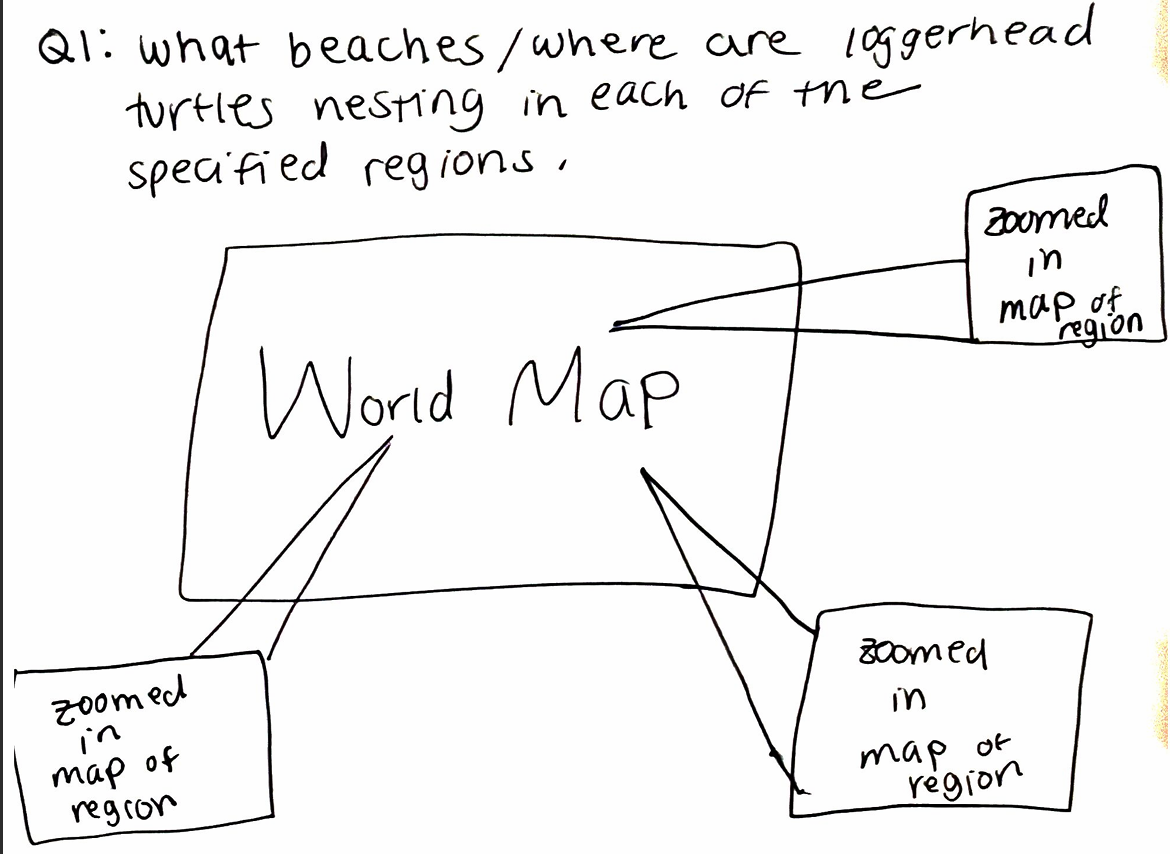 Q1: what beaches/where are loggerhead
turtles nesting in each of the
specified regions.
zoomed
in
map of
region
World Map
zoomed
in
map of
region
zoomed
in
map of
region